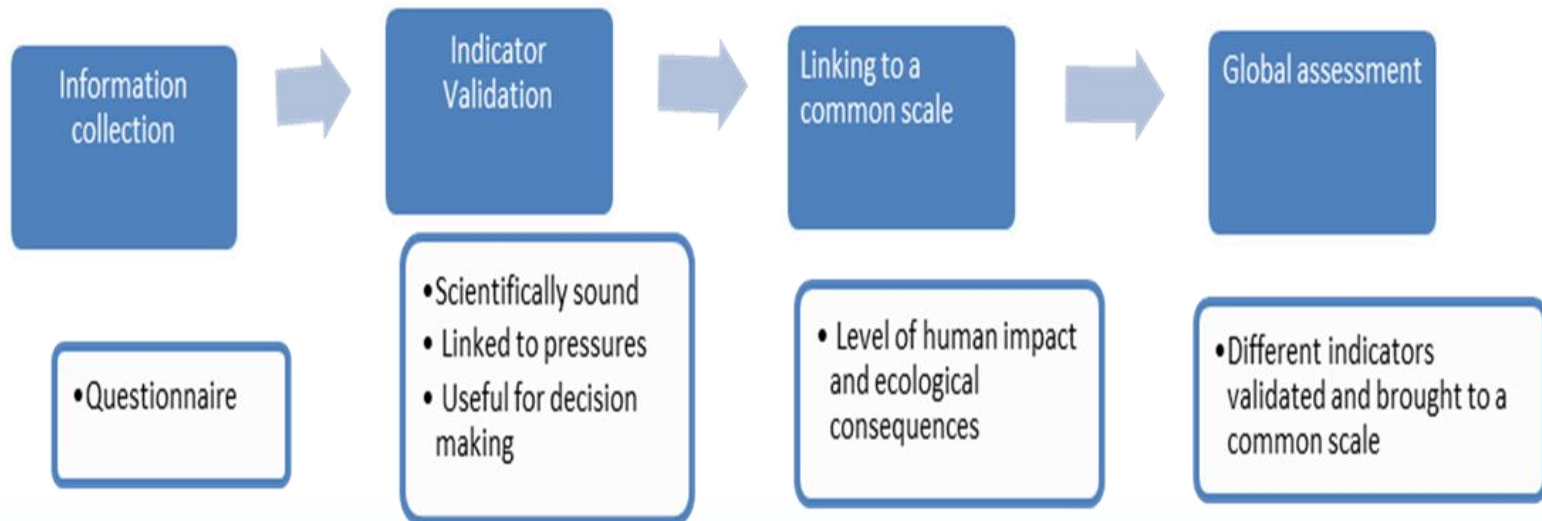 Information
collection
Indicator
Validation
Linking to a
common scale
Global assessment
•Questionnaire
•Scientifically sound
• Linked to pressures
• Useful for decision
making
• Level of human impact
and ecological
consequences
•Different indicators
validated and brought to a
common scale